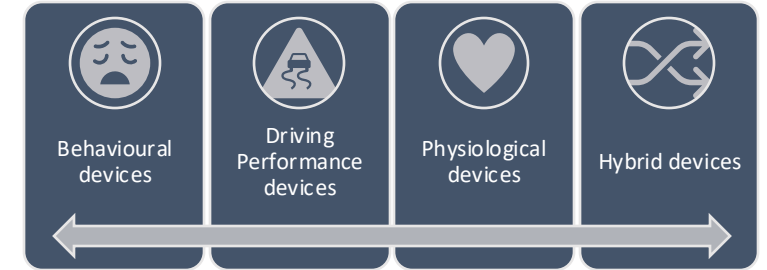 Behavioural
devices
Driving
Performance
devices
Physiological
devices
Hybrid devices